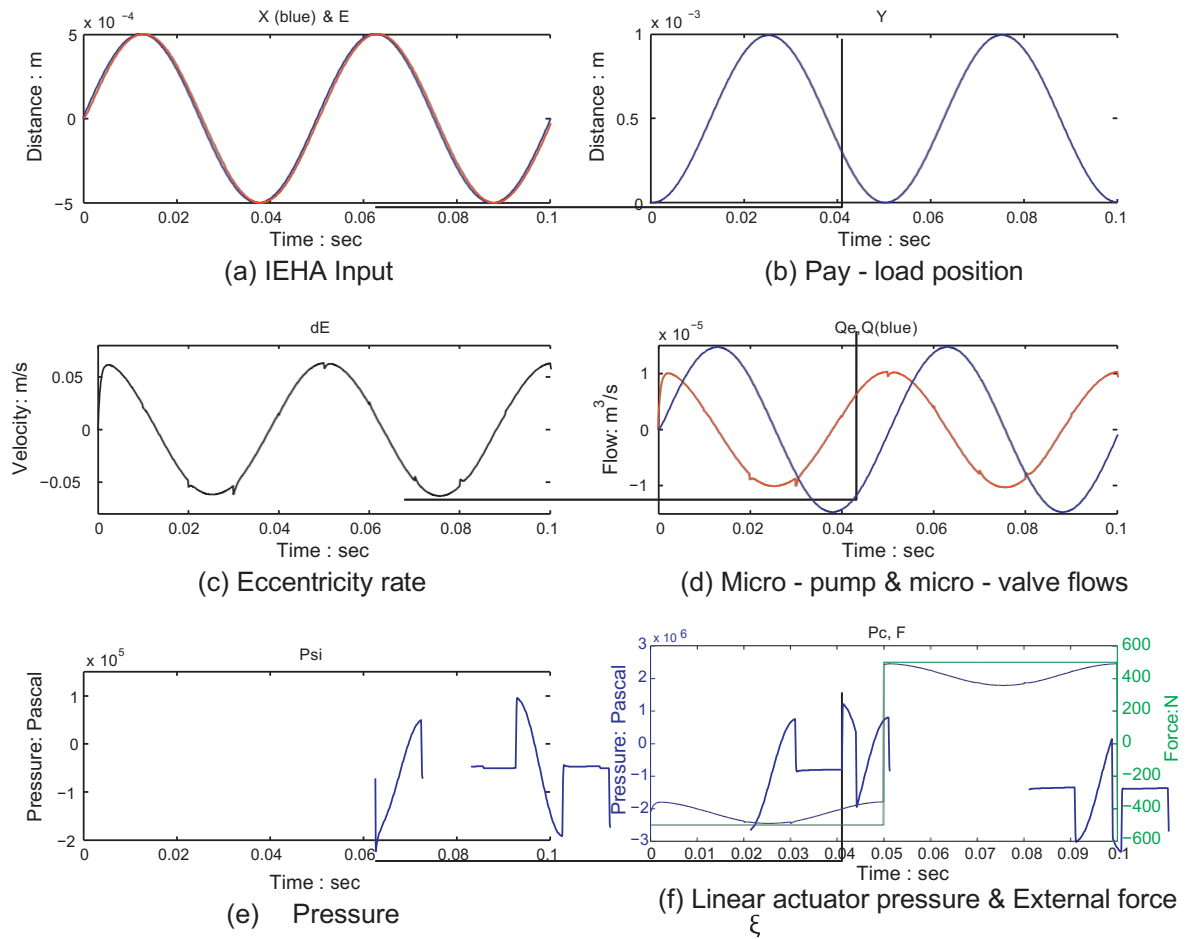 x 10 −4
X (blue) & E
5
0
−5
Distance : m
0 0.02 0.04 0.06 0.08 0.1
Time : sec
(a) IEHA Input
x 10 −3
Y
1
0.5
0
Distance : m
0 0.02 0.04 0.06 0.08 0.1
Time : sec
(b) Pay - load position
dE
0.05
0
−0.05
Velocity: m/s
0 0.02 0.04 0.06 0.08 0.1
Time : sec
(c) Eccentricity rate
x 10 −5
Qe,Q(blue)
1
0
−1
Flow: m3/s
0 0.02 0.04 0.06 0.08 0.1
Time : sec
(d) Micro - pump & micro - valve flows
x 10 5
Psi
1
0
−1
−2
Pressure: Pascal
0 0.02 0.04 0.06 0.08 0.1
Time : sec
(e) Pressure
x 10 6
Pc, F
3
2
1
0
−1
−2
−3
Pressure: Pascal
600
400
200
0
−200
−400
−600
Force:N
0 0.01 0.02 0.03 0.04 0.05 0.06 0.07 0.08 0.09 0.1
Time : sec
(f) Linear actuator pressure & External force
ξ